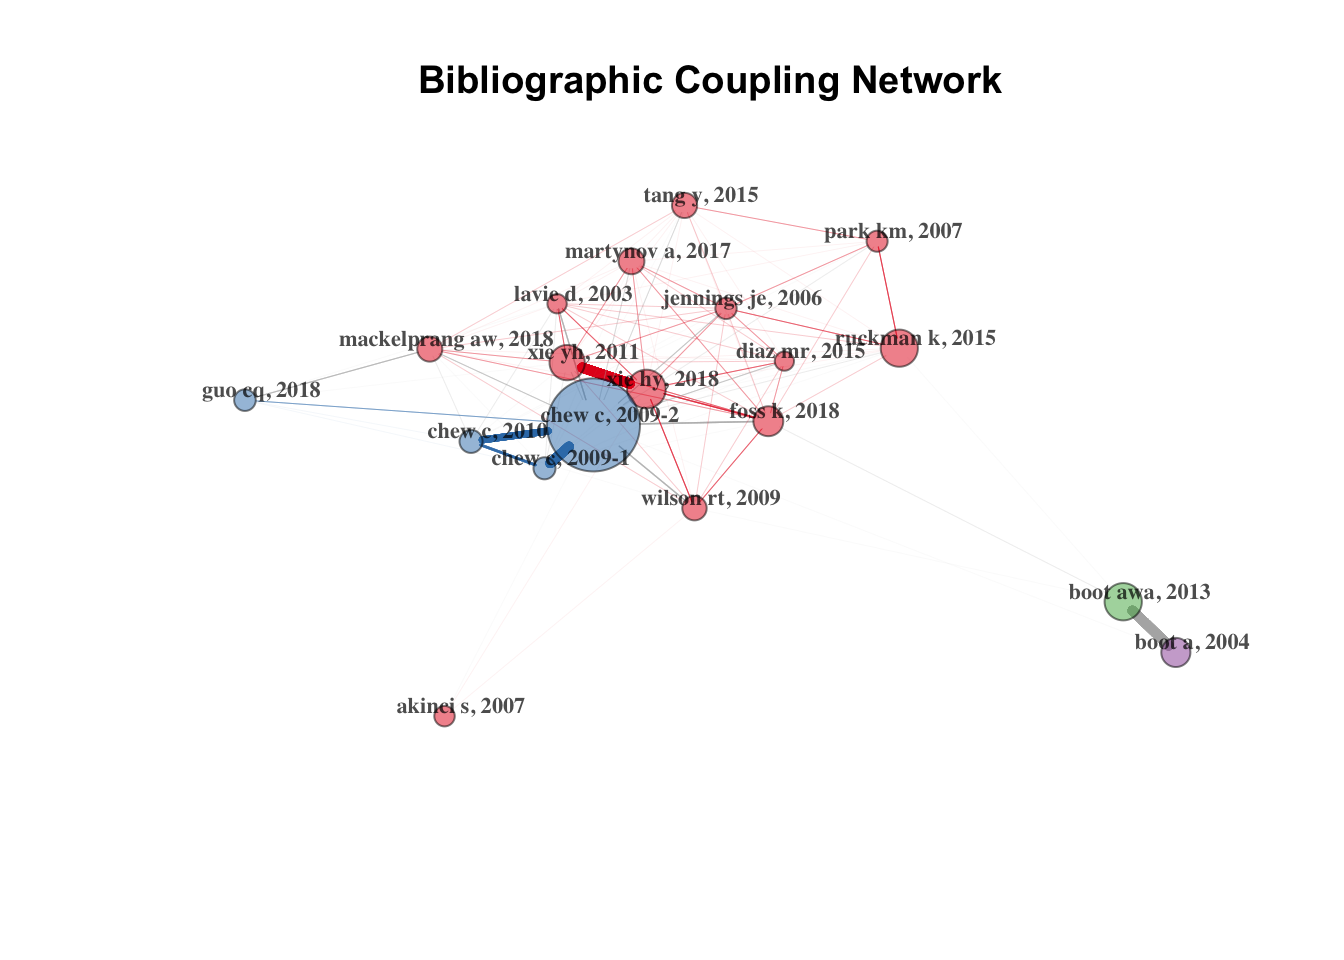 Bibliographic Coupling Network
tang y, 2015
park km, 2007
martynov a, 2017
lavie d, 2003
jennings je, 2006
mackelprang aw, 2018
ruckman k, 2015
xie yh, 2011
diaz mr, 2015
xie hy, 2018
guo cq, 2018
chew c, 2009-2
foss k, 2018
chew c, 2010
chew c, 2009-1
wilson rt, 2009
boot awa, 2013
boot a, 2004
akinci s, 2007